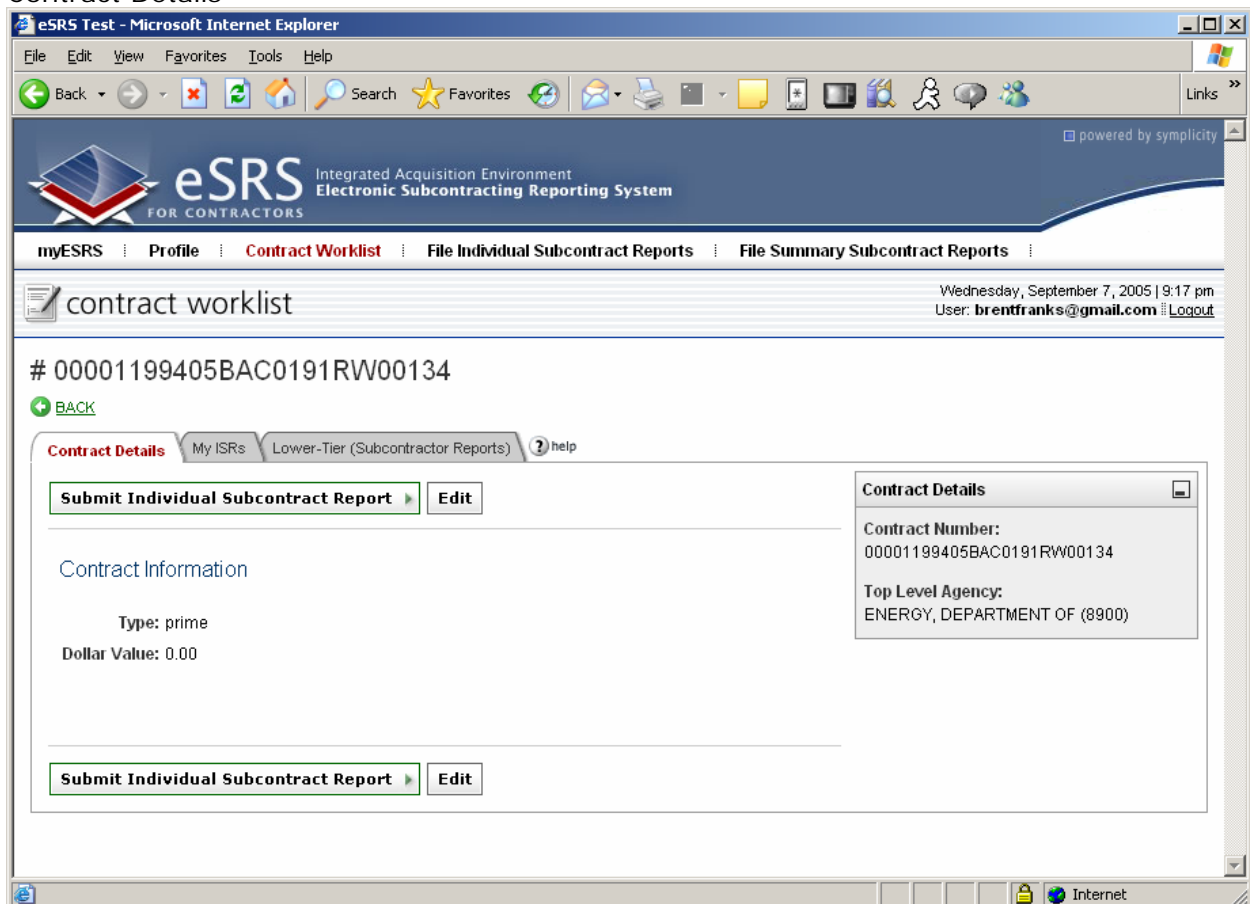 Contract Details
eSRS Test - Microsoft Internet Explorer
File Edit View Favorites Tools Help
Back Search Favorites Links »
powered by symplicity
eSRS Integrated Acquisition Environment
Electronic Subcontracting Reporting System
FOR CONTRACTORS
myESRS Profile Contract Worklist File Individual Subcontract Reports File Summary Subcontract Reports
contract worklist
Wednesday, September 7, 2005 | 9:17 pm
User: brentfranks@gmail.com Logout
# 00001199405BAC0191RW00134
BACK
Contract Details My ISRs Lower-Tier (Subcontractor Reports) ? help
Submit Individual Subcontract Report Edit
Contract Details
Contract Number:
00001199405BAC0191RW00134
Top Level Agency:
ENERGY, DEPARTMENT OF (8900)
Contract Information
Type: prime
Dollar Value: 0.00
Submit Individual Subcontract Report Edit
Internet